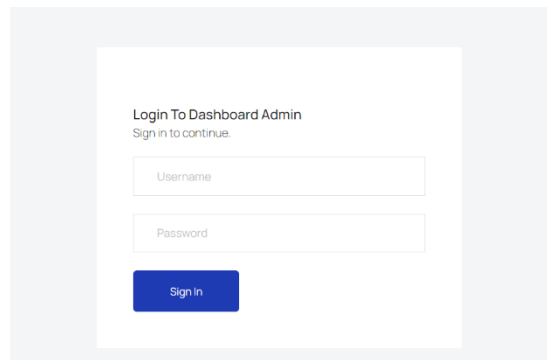 Login To Dashboard Admin
Sign in to continue.
Username
Password
Sign In